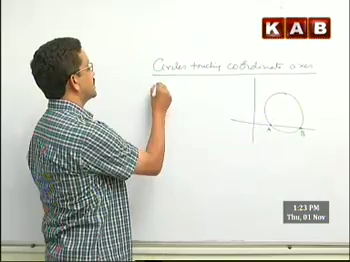 KAB
Circles touching coordinate axes
A
B
1:23 PM
Thu, 01 Nov